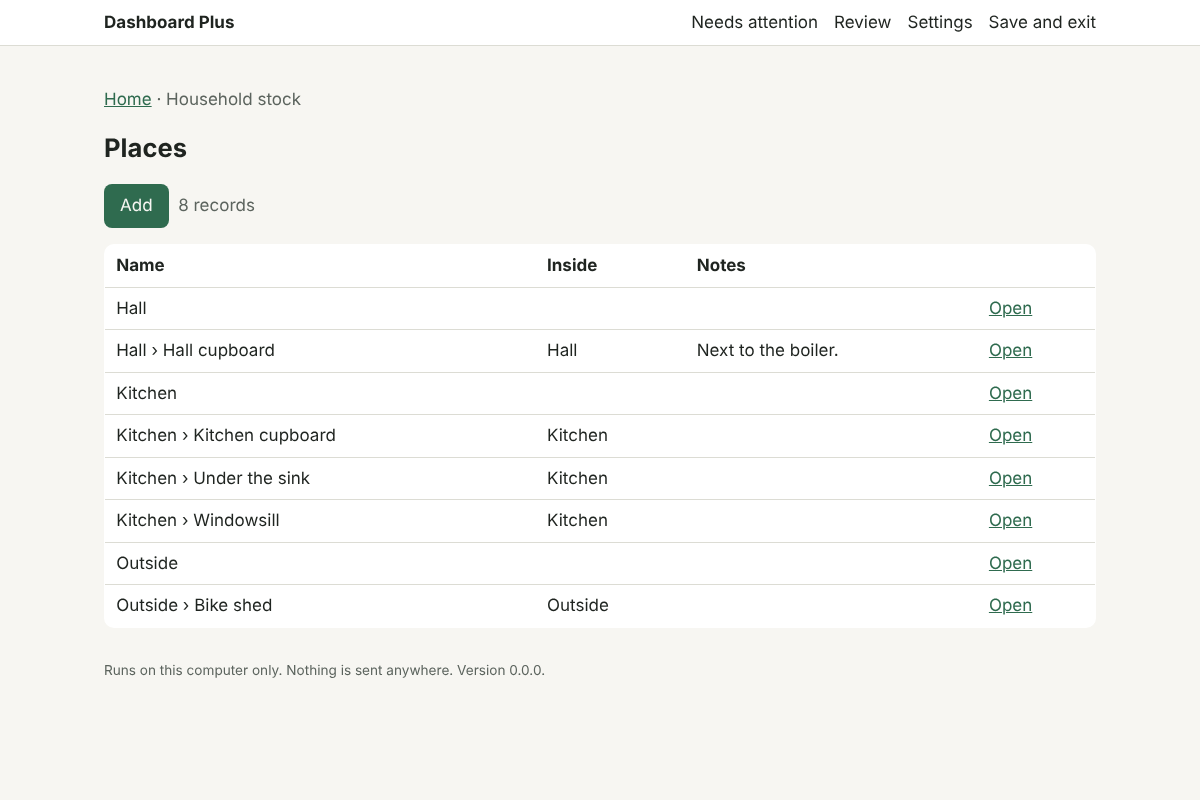 Dashboard Plus Needs attention Review Settings Save and exit
Home · Household stock
Places
Add 8 records
Name Inside Notes
Hall Open
Hall › Hall cupboard Hall Next to the boiler. Open
Kitchen Open
Kitchen › Kitchen cupboard Kitchen Open
Kitchen › Under the sink Kitchen Open
Kitchen › Windowsill Kitchen Open
Outside Open
Outside › Bike shed Outside Open
Runs on this computer only. Nothing is sent anywhere. Version 0.0.0.